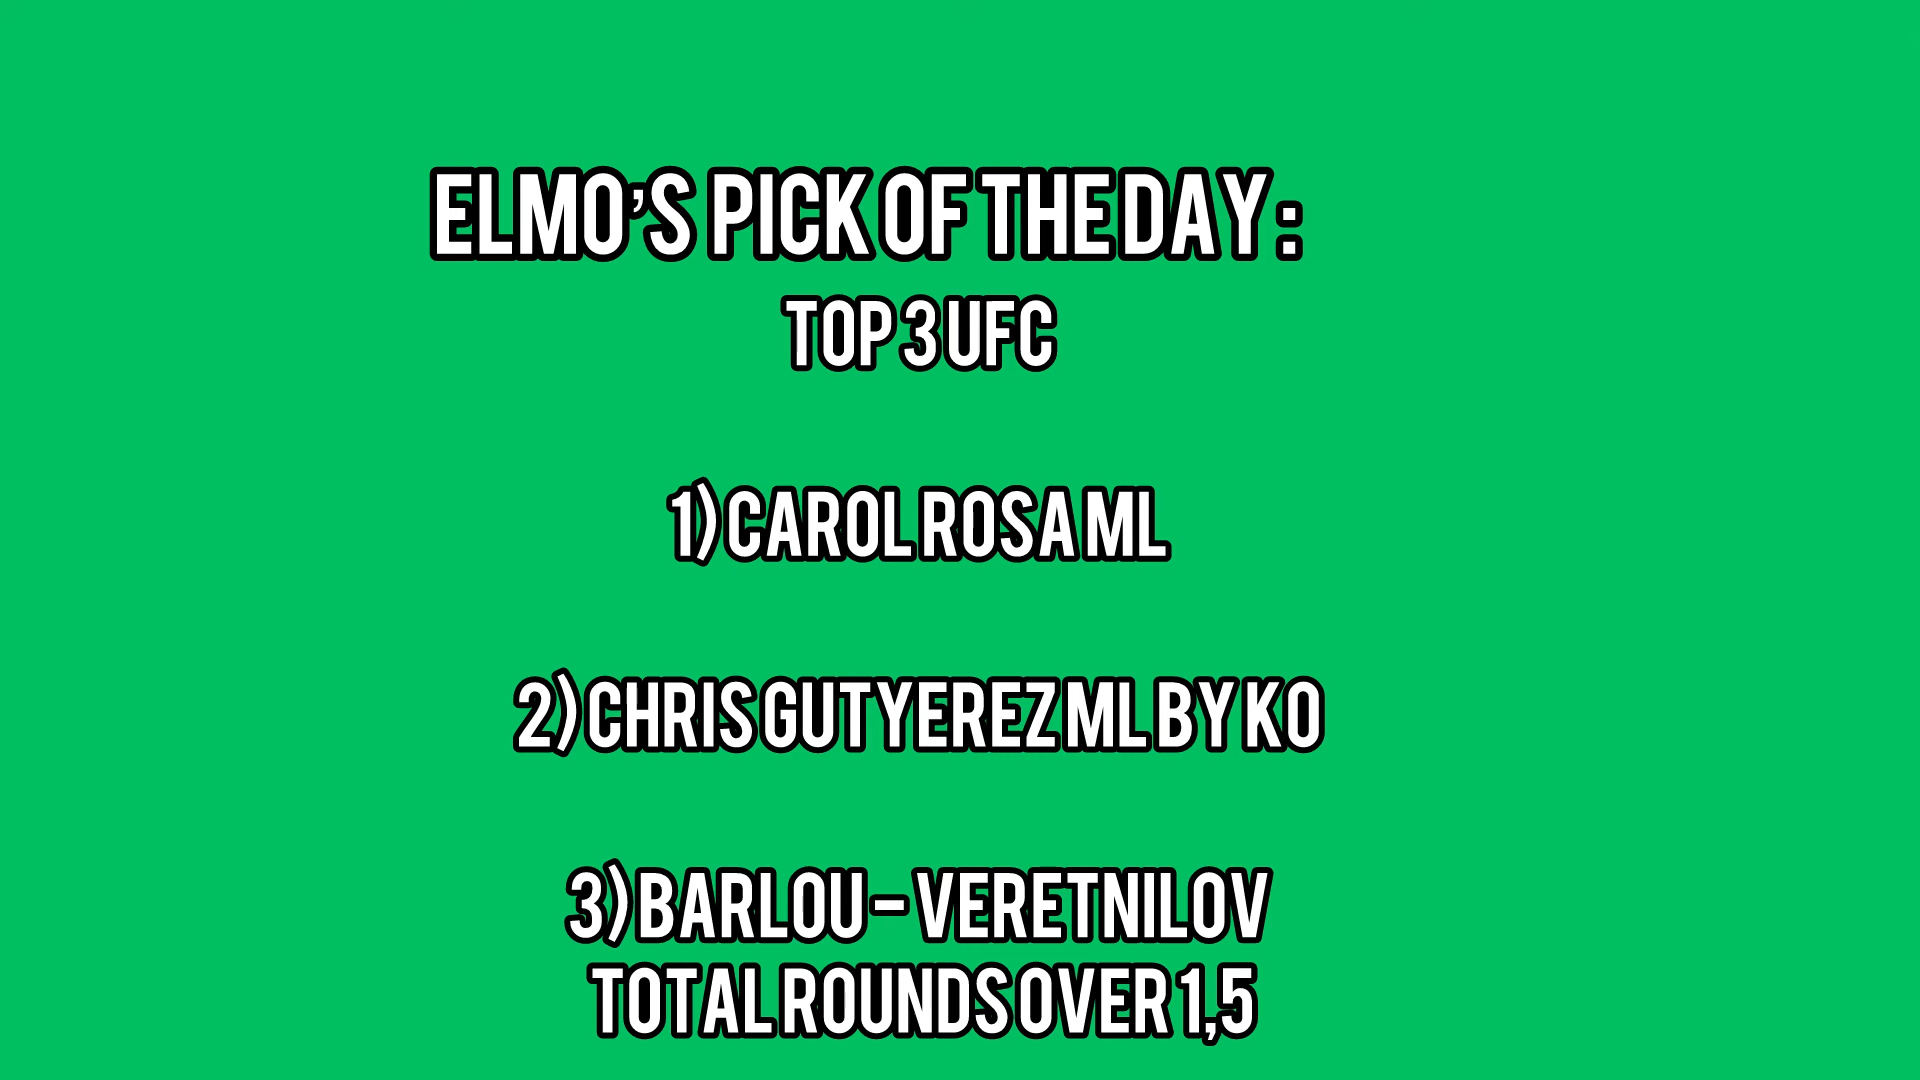 ELMO'S PICK OF THE DAY :
TOP 3 UFC
1) CAROL ROSA ML
2) CHRIS GUTYEREZ ML BY KO
3) BARLOU – VERETNILOV
TOTAL ROUNDS OVER 1,5